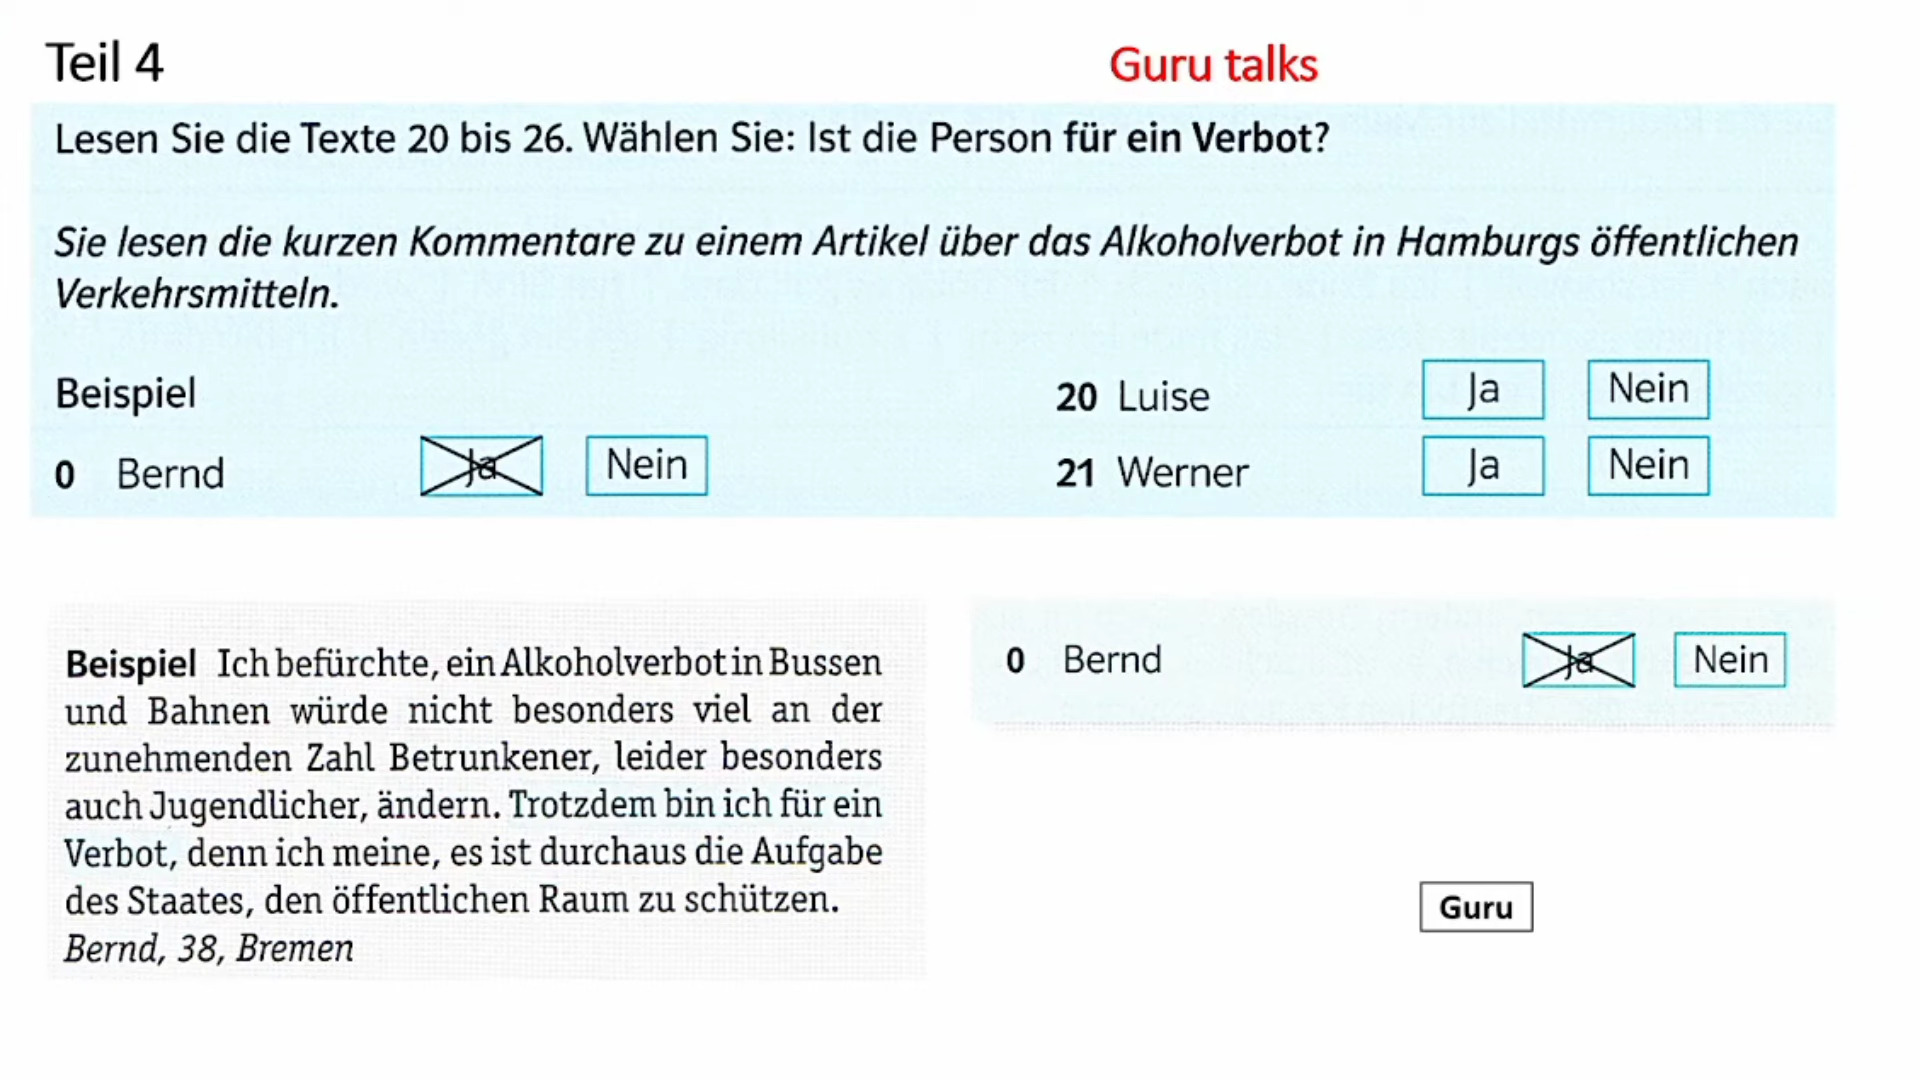 Teil 4
Guru talks
Lesen Sie die Texte 20 bis 26. Wählen Sie: Ist die Person für ein Verbot?
Sie lesen die kurzen Kommentare zu einem Artikel über das Alkoholverbot in Hamburgs öffentlichen
Verkehrsmitteln.
Beispiel
0 Bernd Ja Nein
20 Luise Ja Nein
21 Werner Ja Nein
Beispiel Ich befürchte, ein Alkoholverbot in Bussen
und Bahnen würde nicht besonders viel an der
zunehmenden Zahl Betrunkener, leider besonders
auch Jugendlicher, ändern. Trotzdem bin ich für ein
Verbot, denn ich meine, es ist durchaus die Aufgabe
des Staates, den öffentlichen Raum zu schützen.
Bernd, 38, Bremen
0 Bernd Ja Nein
Guru